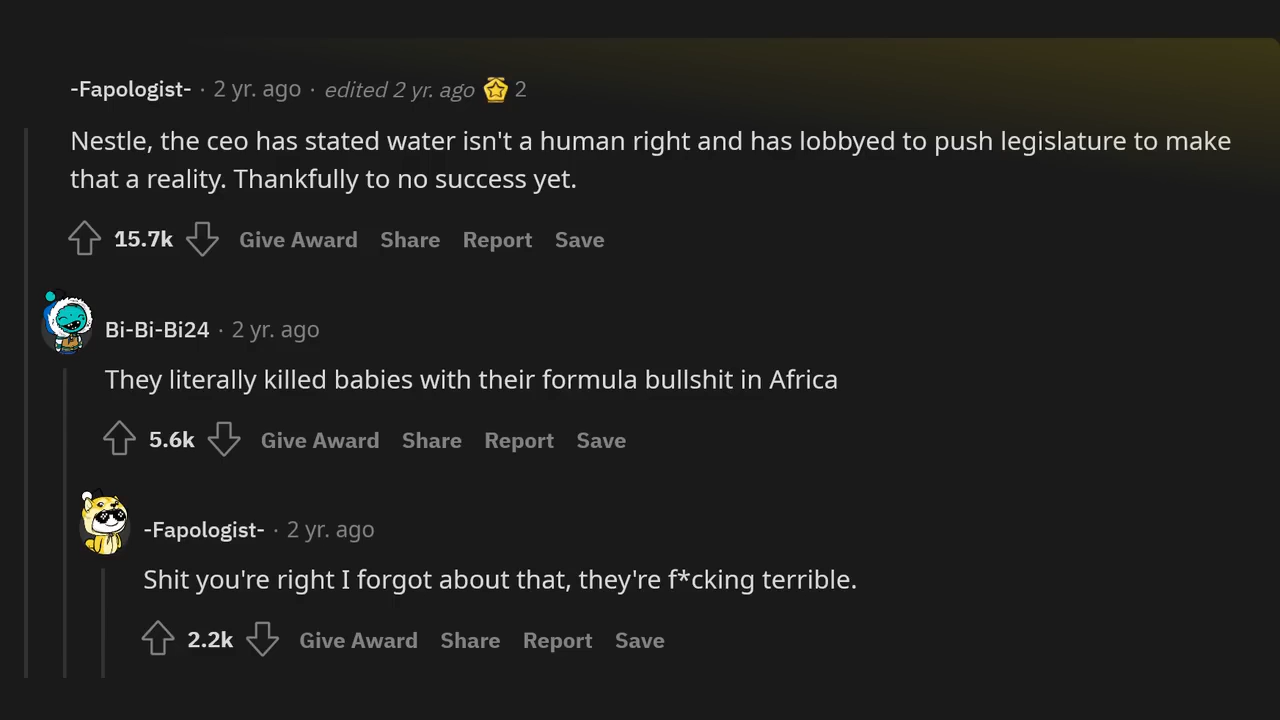 -Fapologist- · 2 yr. ago · edited 2 yr. ago 2
Nestle, the ceo has stated water isn't a human right and has lobbyed to push legislature to make
that a reality. Thankfully to no success yet.
15.7k Give Award Share Report Save
Bi-Bi-Bi24 · 2 yr. ago
They literally killed babies with their formula bullshit in Africa
5.6k Give Award Share Report Save
-Fapologist- · 2 yr. ago
Shit you're right I forgot about that, they're f*cking terrible.
2.2k Give Award Share Report Save